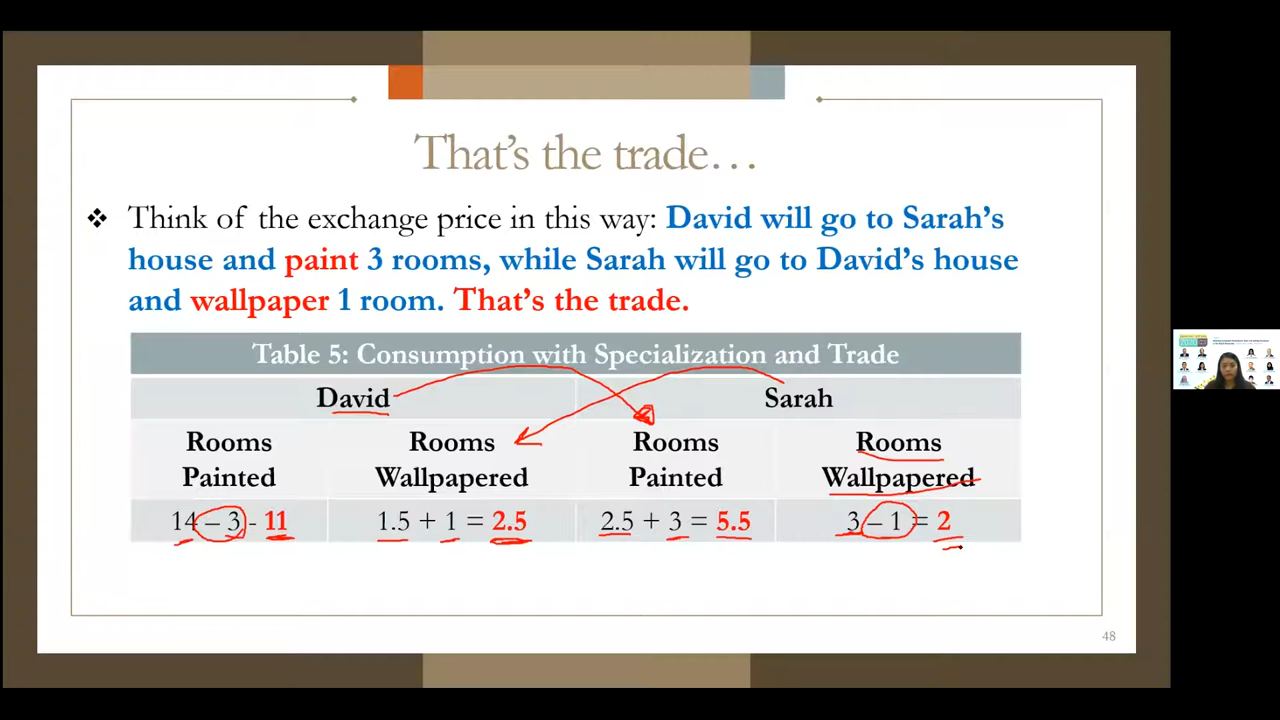 That's the trade…
❖ Think of the exchange price in this way: David will go to Sarah's
house and paint 3 rooms, while Sarah will go to David's house
and wallpaper 1 room. That's the trade.
Table 5: Consumption with Specialization and Trade
David Sarah
Rooms Painted Rooms Wallpapered Rooms Painted Rooms Wallpapered
14 – 3 - 11 1.5 + 1 = 2.5 2.5 + 3 = 5.5 3 – 1 = 2
48